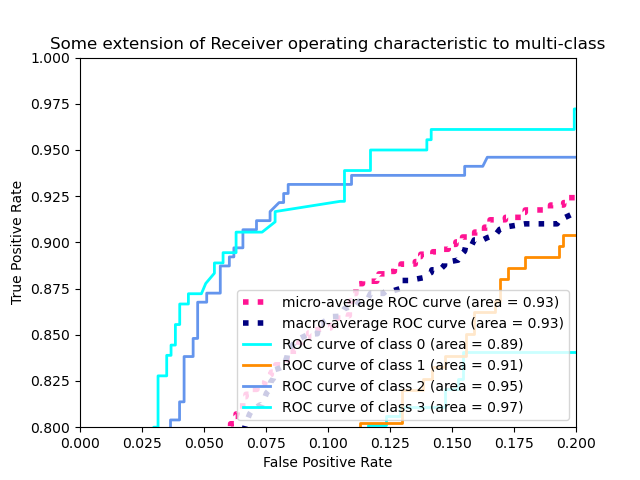 Some extension of Receiver operating characteristic to multi-class
1.000
0.975
0.950
0.925
0.900
0.875
0.850
0.825
0.800
True Positive Rate
micro-average ROC curve (area = 0.93)
macro-average ROC curve (area = 0.93)
ROC curve of class 0 (area = 0.89)
ROC curve of class 1 (area = 0.91)
ROC curve of class 2 (area = 0.95)
ROC curve of class 3 (area = 0.97)
0.000 0.025 0.050 0.075 0.100 0.125 0.150 0.175 0.200
False Positive Rate